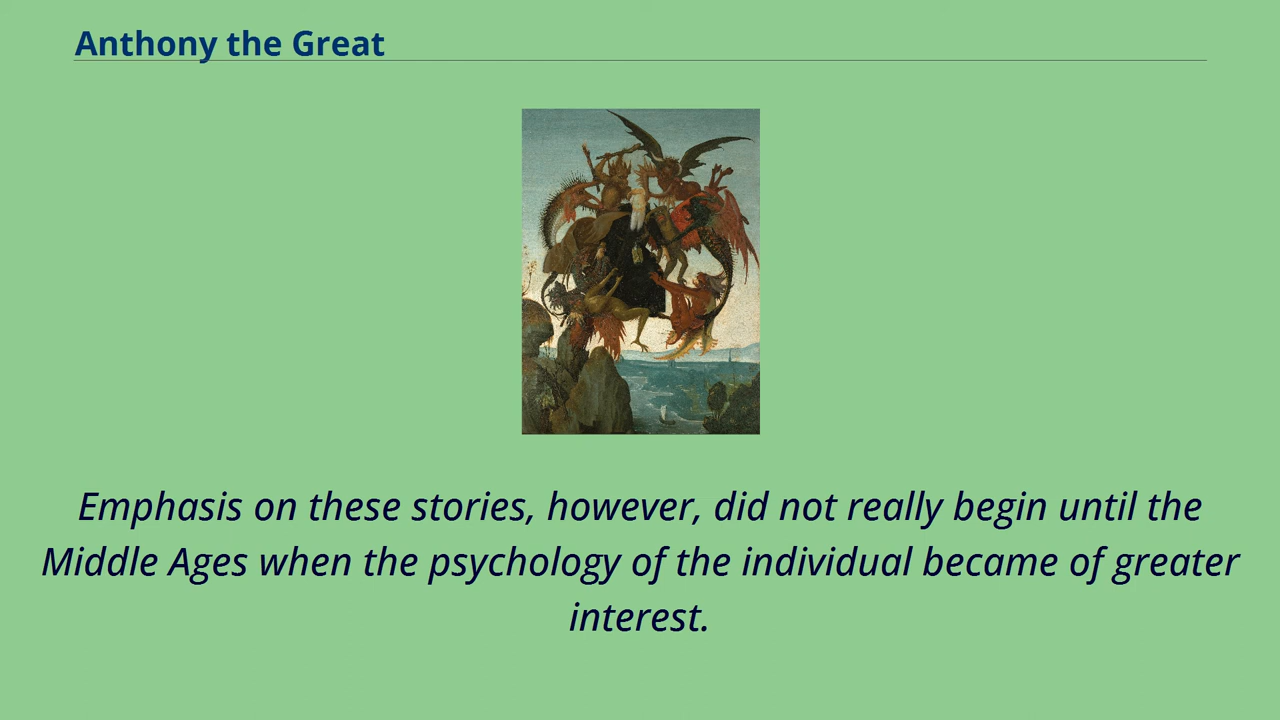 Anthony the Great
Emphasis on these stories, however, did not really begin until the
Middle Ages when the psychology of the individual became of greater
interest.